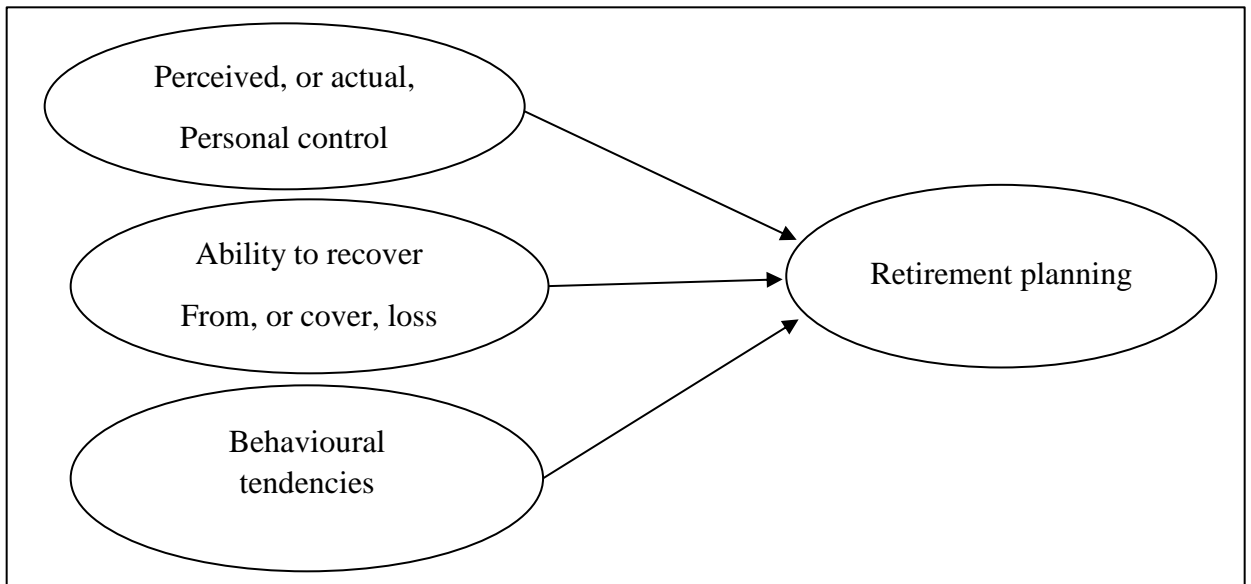 Perceived, or actual,
Personal control
Ability to recover
From, or cover, loss
Behavioural
tendencies
Retirement planning